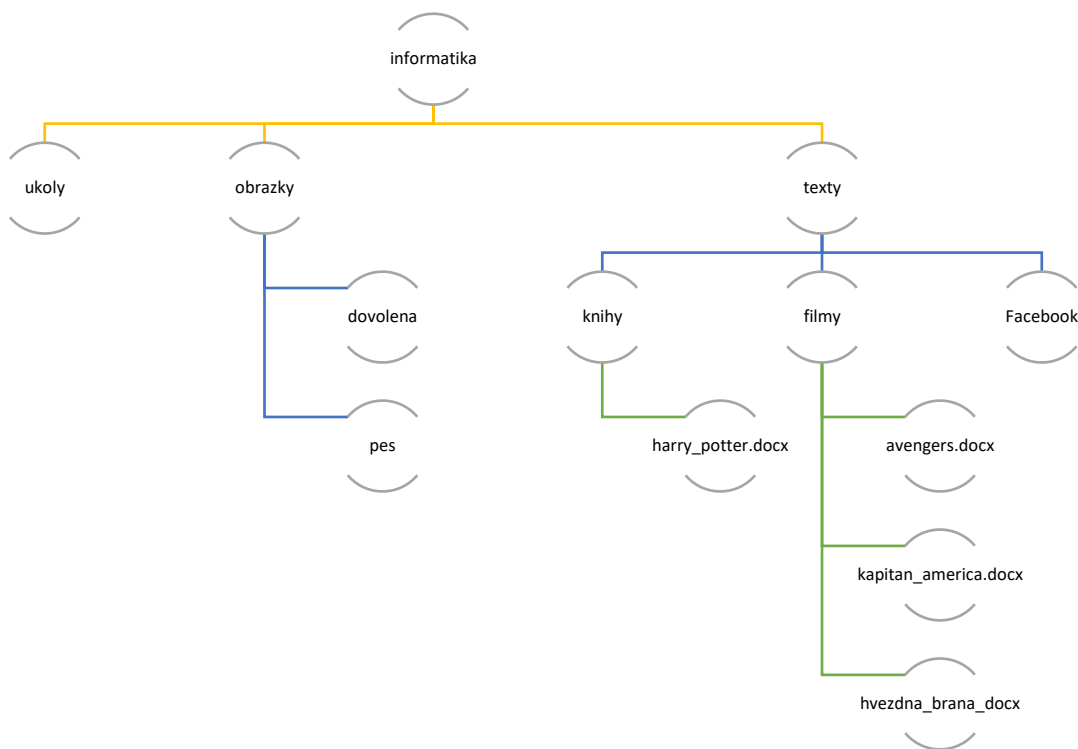 informatika
ukoly
obrazky
texty
dovolena
knihy
filmy
Facebook
pes
harry_potter.docx
avengers.docx
kapitan_america.docx
hvezdna_brana_docx